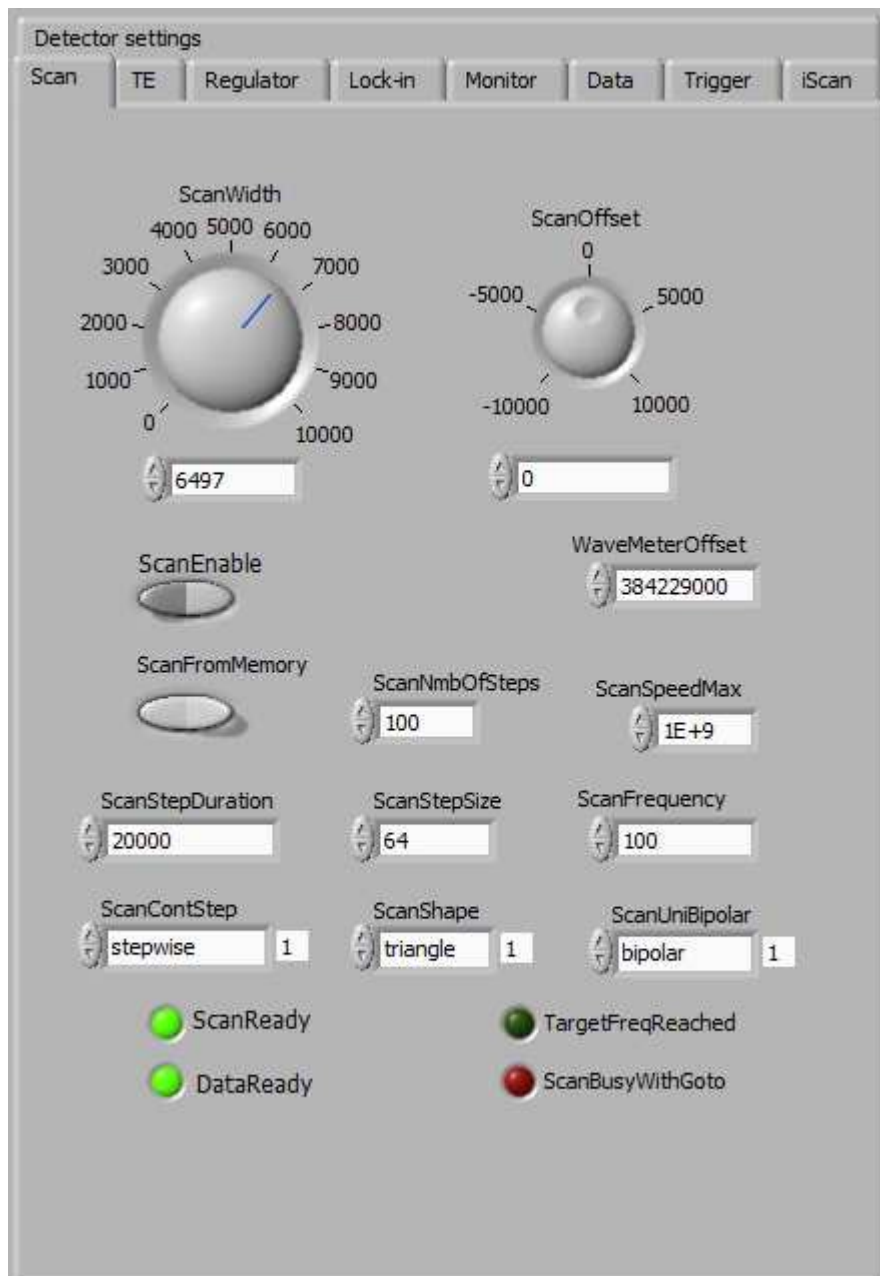 Detector settings
Scan TE Regulator Lock-in Monitor Data Trigger iScan
ScanWidth
4000 5000 6000
3000 7000
2000 8000
1000 9000
0 10000
6497
ScanOffset
0
-5000 5000
-10000 10000
0
ScanEnable
WaveMeterOffset
384229000
ScanFromMemory
ScanNmbOfSteps
100
ScanSpeedMax
1E+9
ScanStepDuration ScanStepSize ScanFrequency
20000 64 100
ScanContStep ScanShape ScanUniBipolar
stepwise 1 triangle 1 bipolar 1
ScanReady TargetFreqReached
DataReady ScanBusyWithGoto